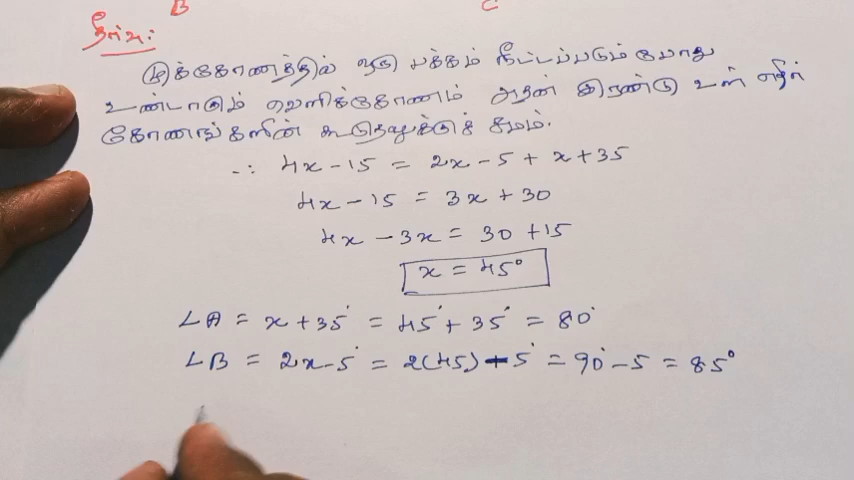 B C
தீர்வு:
முக்கோணத்தில் ஒரு பக்கம் நீட்டப்படும் போது
உண்டாகும் வெளிக்கோணம் அதன் இரண்டு உள் எதிர்
கோணங்களின் கூடுதலுக்குச் சமம்.
∴ 4x - 15 = 2x - 5 + x + 35
4x - 15 = 3x + 30
4x - 3x = 30 + 15
x = 45°
∠A = x + 35° = 45° + 35° = 80°
∠B = 2x - 5° = 2(45) - 5° = 90° - 5 = 85°